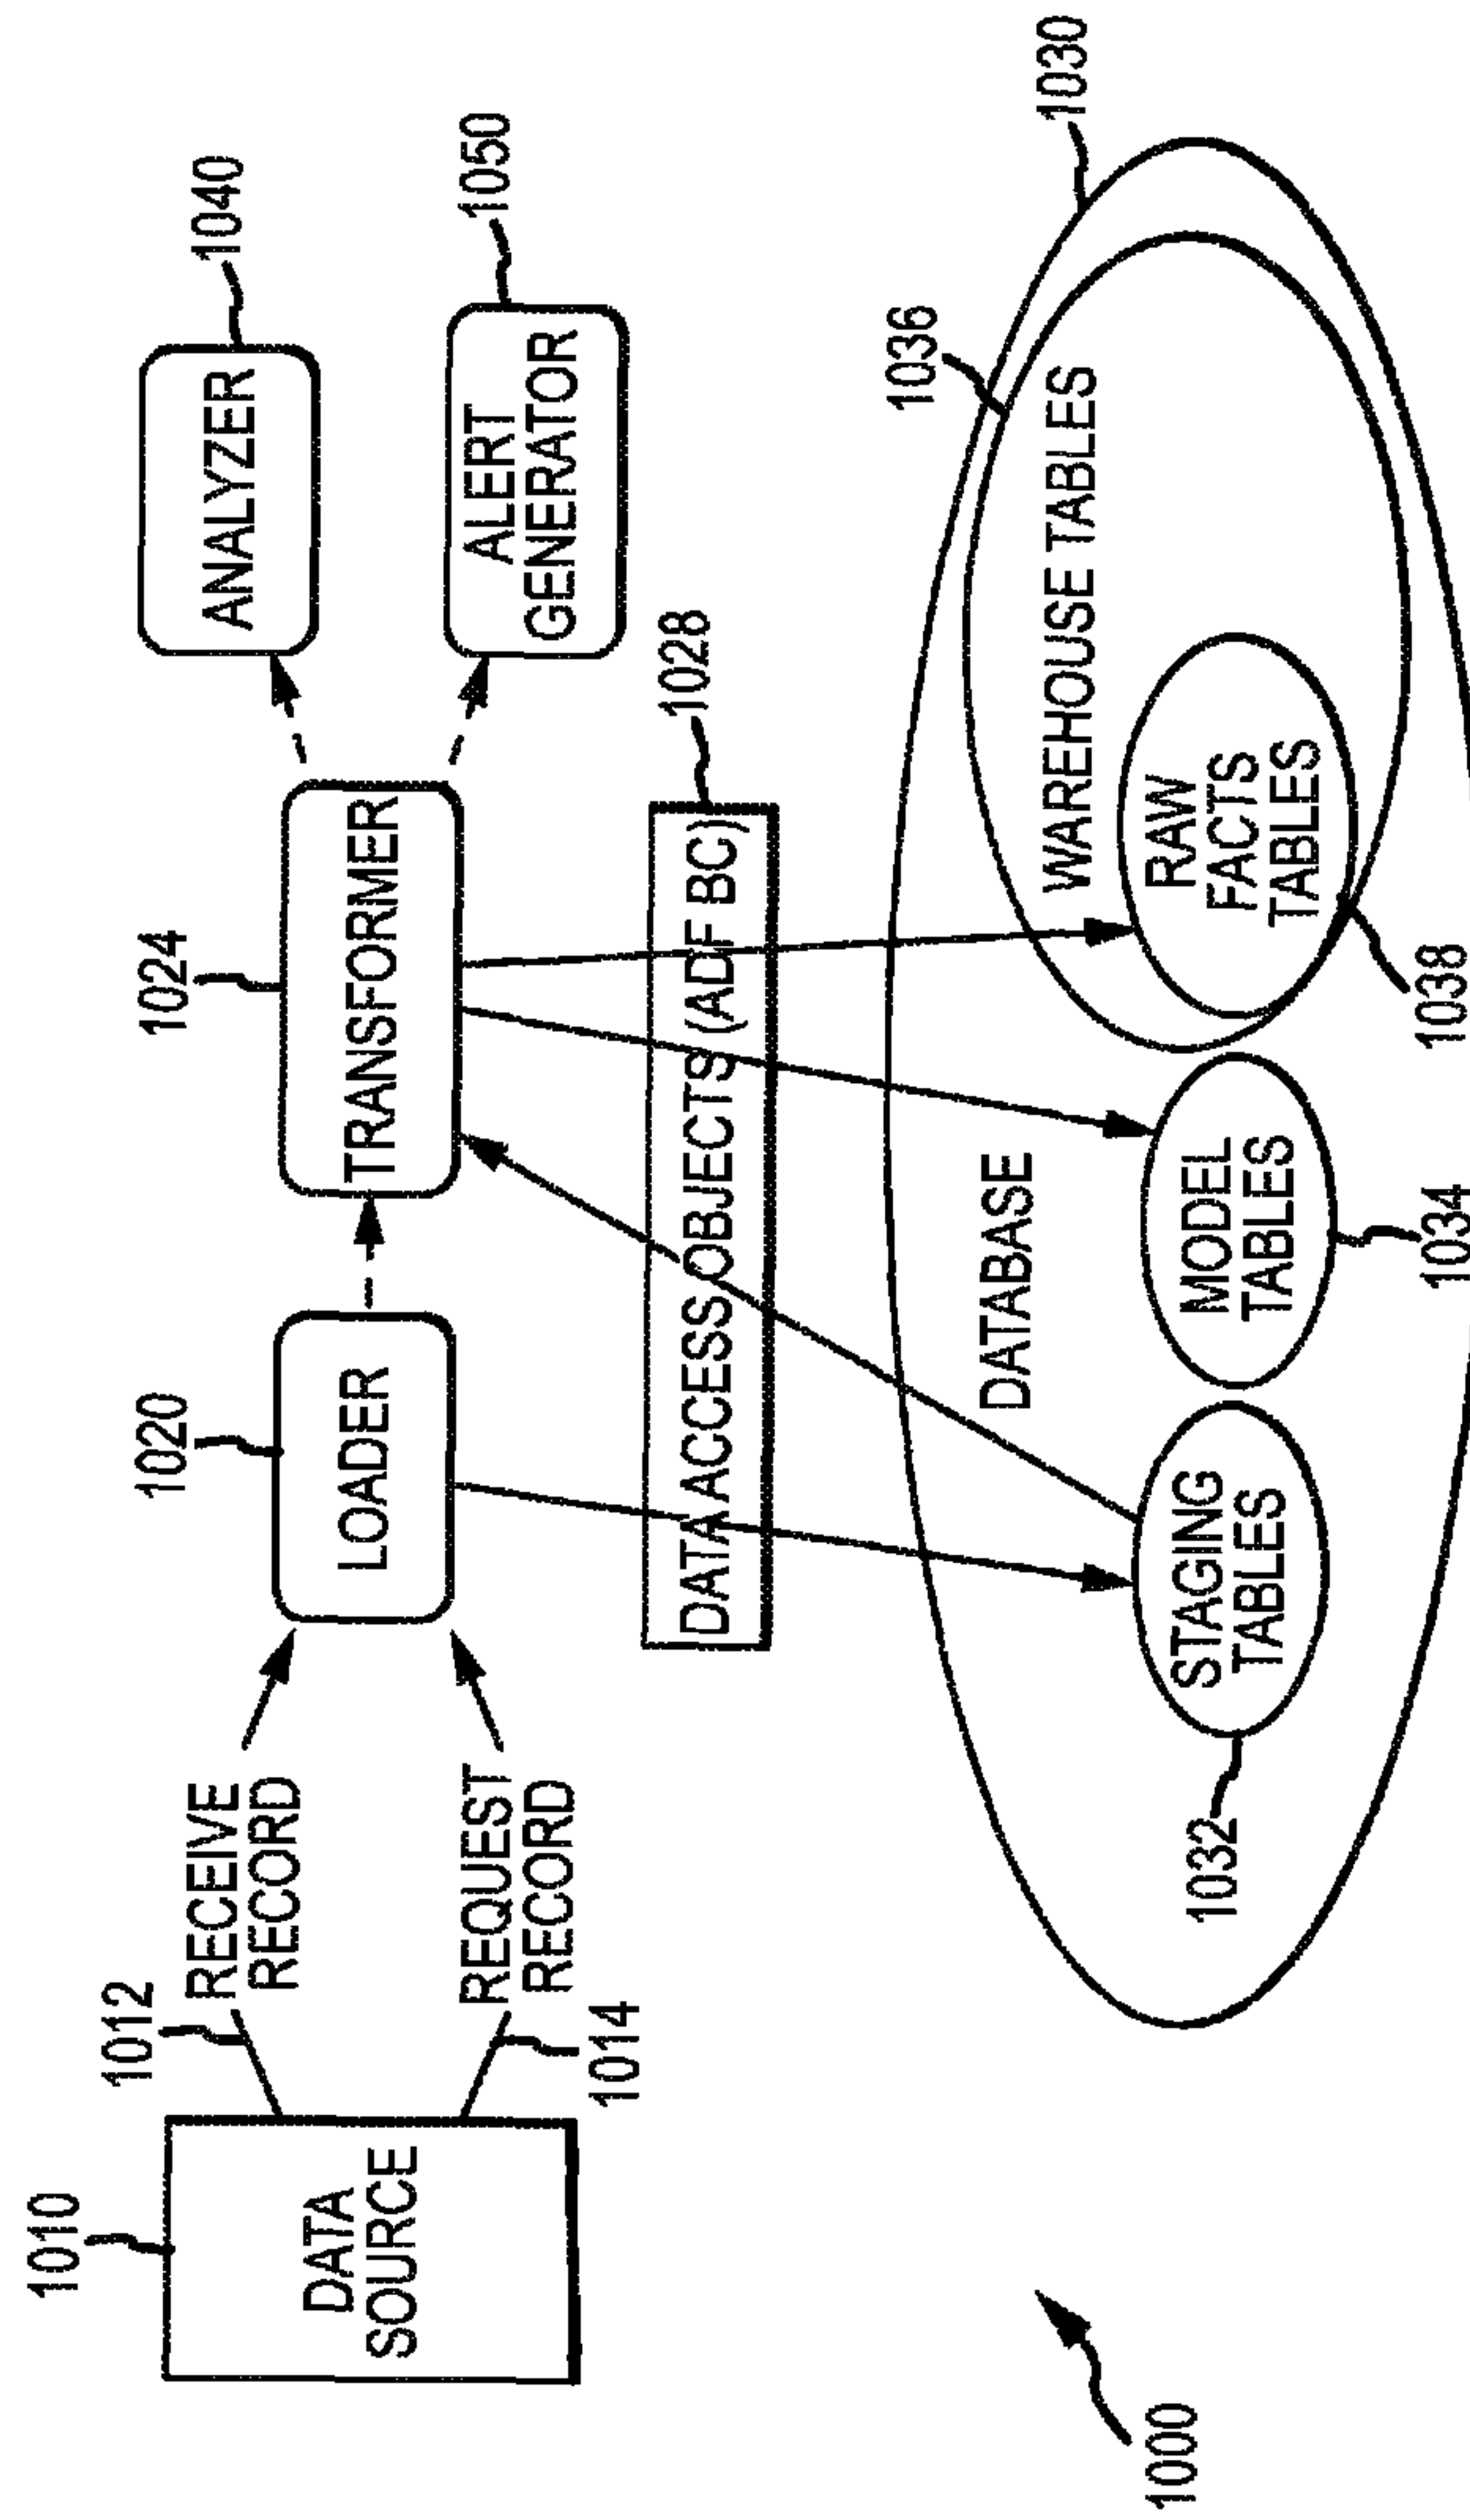 1010
DATA
SOURCE
1012
RECEIVE
RECORD
REQUEST
RECORD
1014
1020
LOADER
1024
TRANSFORMER
1040
ANALYZER
1050
ALERT
GENERATOR
1028
DATA ACCESS OBJECTS (ADF BC)
1030
DATABASE
1032
STAGING
TABLES
MODEL
TABLES
1034
1036
WAREHOUSE TABLES
RAW
FACTS
TABLES
1038
1000